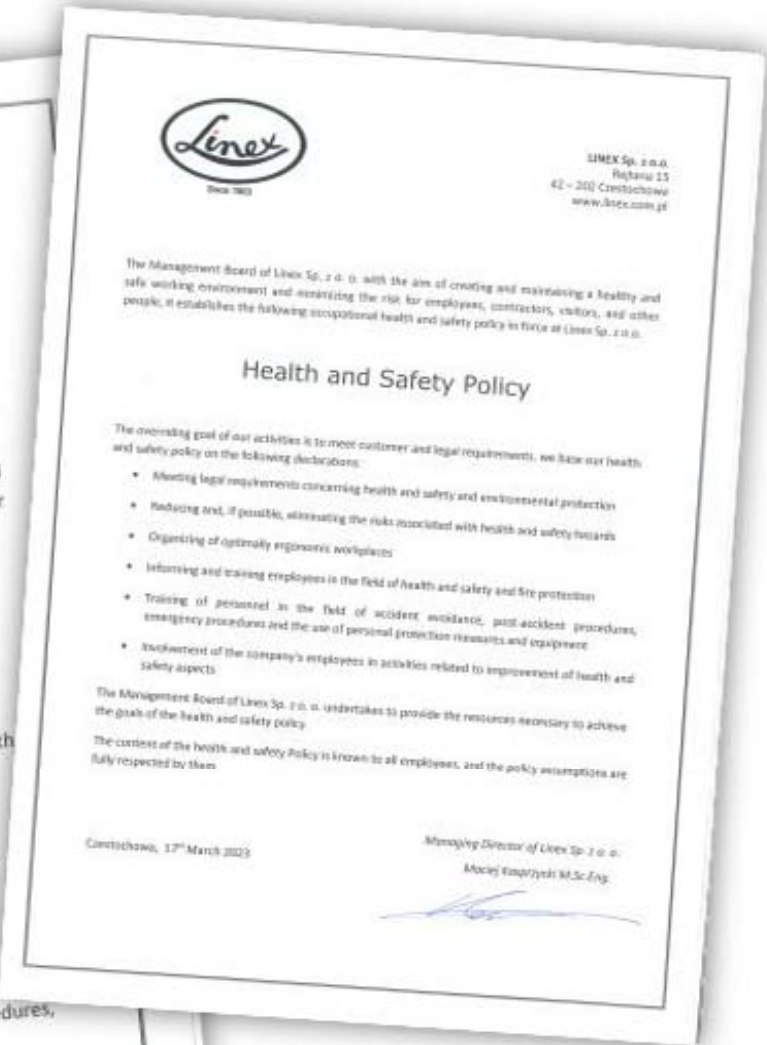 Linex
LINEX Sp. z o.o.
Rejtana 15
42 – 202 Czestochowa
www.linex.com.pl
The Management Board of Linex Sp. z o. o. with the aim of creating and maintaining a healthy and
safe working environment and minimizing the risk for employees, contractors, visitors, and other
people, it establishes the following occupational health and safety policy in force at Linex Sp. z o.o.
Health and Safety Policy
The overriding goal of our activities is to meet customer and legal requirements, we base our health
and safety policy on the following declarations:
• Meeting legal requirements concerning health and safety and environmental protection
• Reducing and, if possible, eliminating the risks associated with health and safety hazards
• Organizing of optimally ergonomic workplaces
• Informing and training employees in the field of health and safety and fire protection
• Training of personnel in the field of accident avoidance, post-accident procedures,
emergency procedures and the use of personal protection measures and equipment
• Involvement of the company's employees in activities related to improvement of health and
safety aspects
The Management Board of Linex Sp. z o. o. undertakes to provide the resources necessary to achieve
the goals of the health and safety policy
The content of the health and safety Policy is known to all employees, and the policy assumptions are
fully respected by them
Czestochowa, 17th March 2023
Managing Director of Linex Sp. z o. o.
Maciej Kasprzycki M.Sc.Eng.